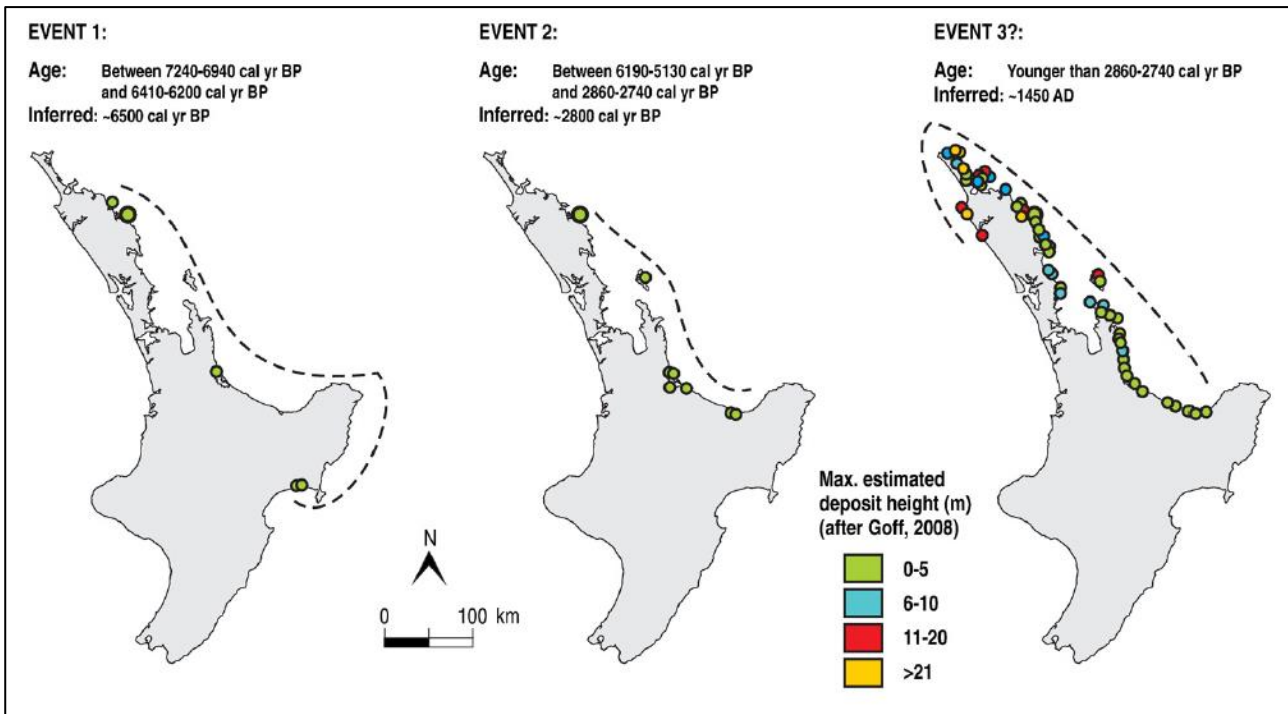 EVENT 1:
Age: Between 7240-6940 cal yr BP
and 6410-6200 cal yr BP
Inferred: ~6500 cal yr BP
EVENT 2:
Age: Between 6190-5130 cal yr BP
and 2860-2740 cal yr BP
Inferred: ~2800 cal yr BP
EVENT 3?:
Age: Younger than 2860-2740 cal yr BP
Inferred: ~1450 AD
N
0 100 km
Max. estimated
deposit height (m)
(after Goff, 2008)
0-5
6-10
11-20
>21